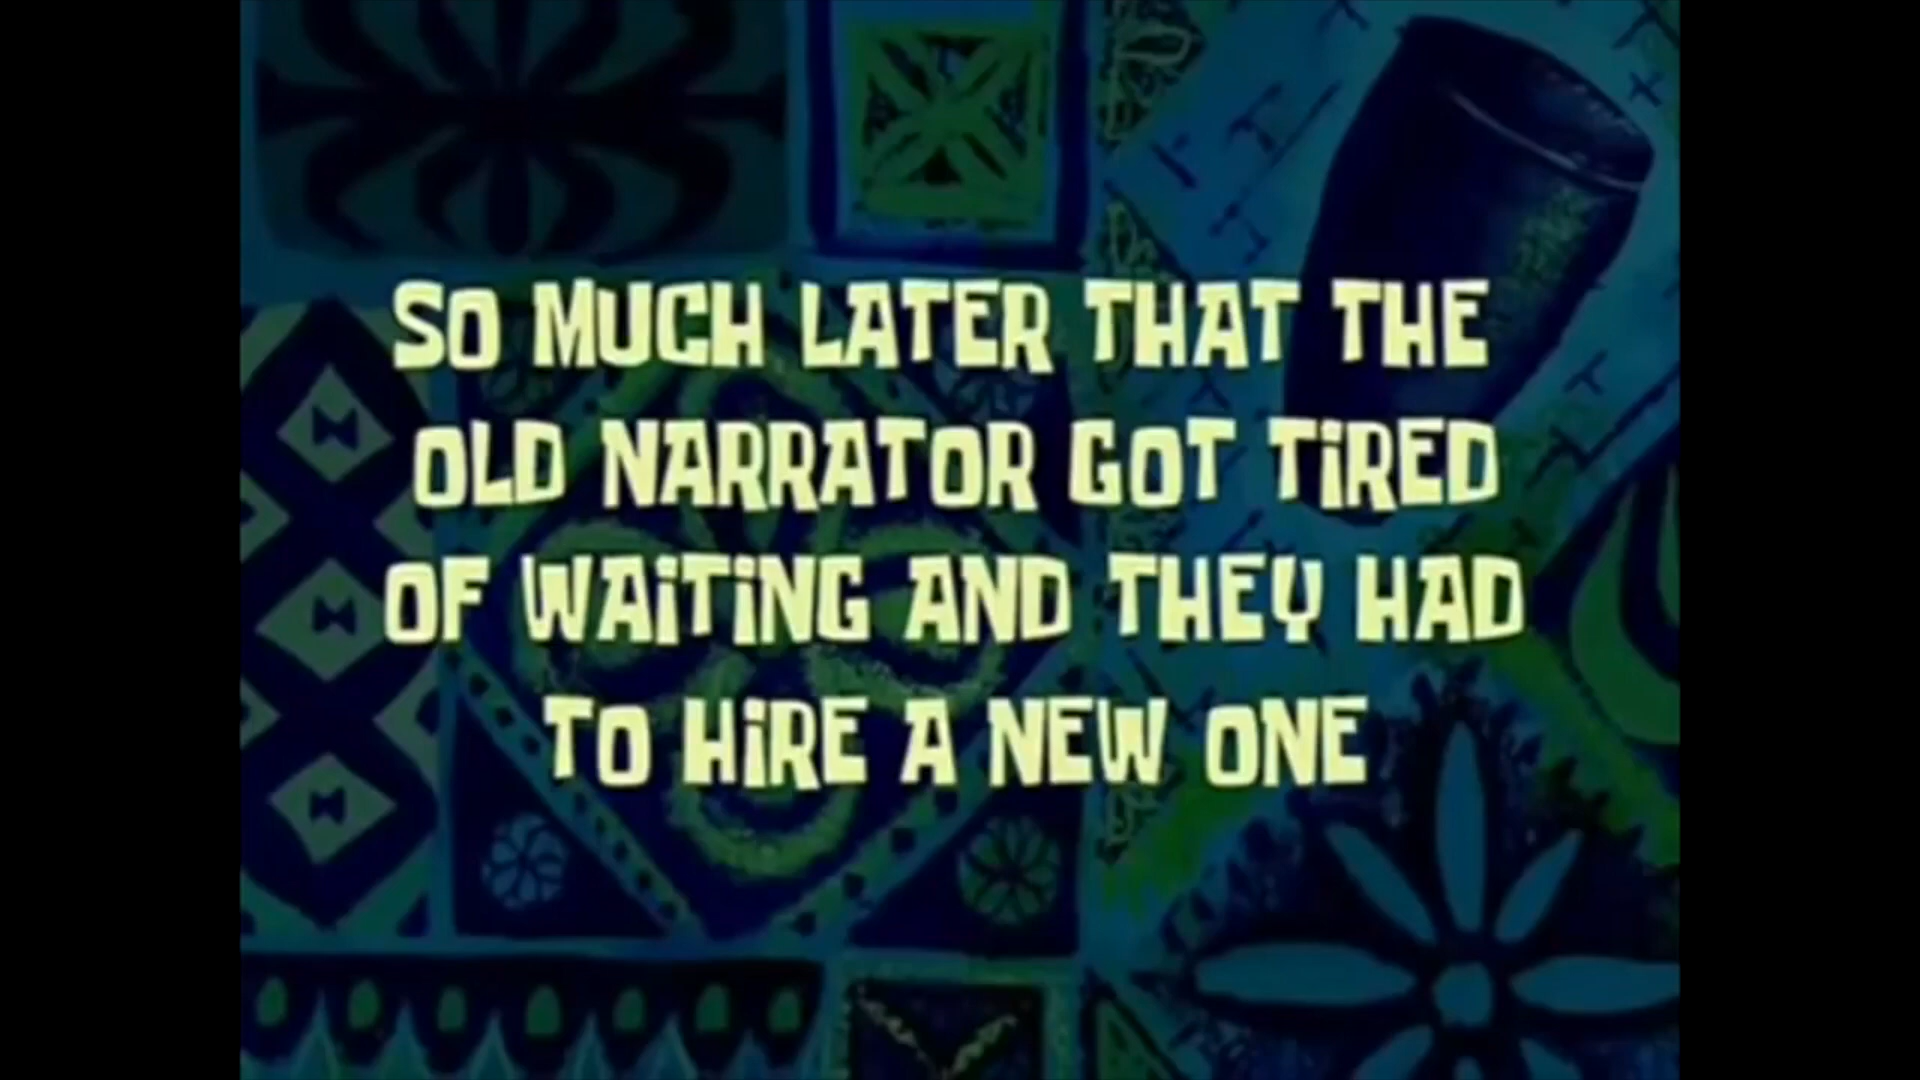 SO MUCH LATER THAT THE
OLD NARRATOR GOT TiRED
OF WAiTiNG AND THEY HAD
TO HiRE A NEW ONE